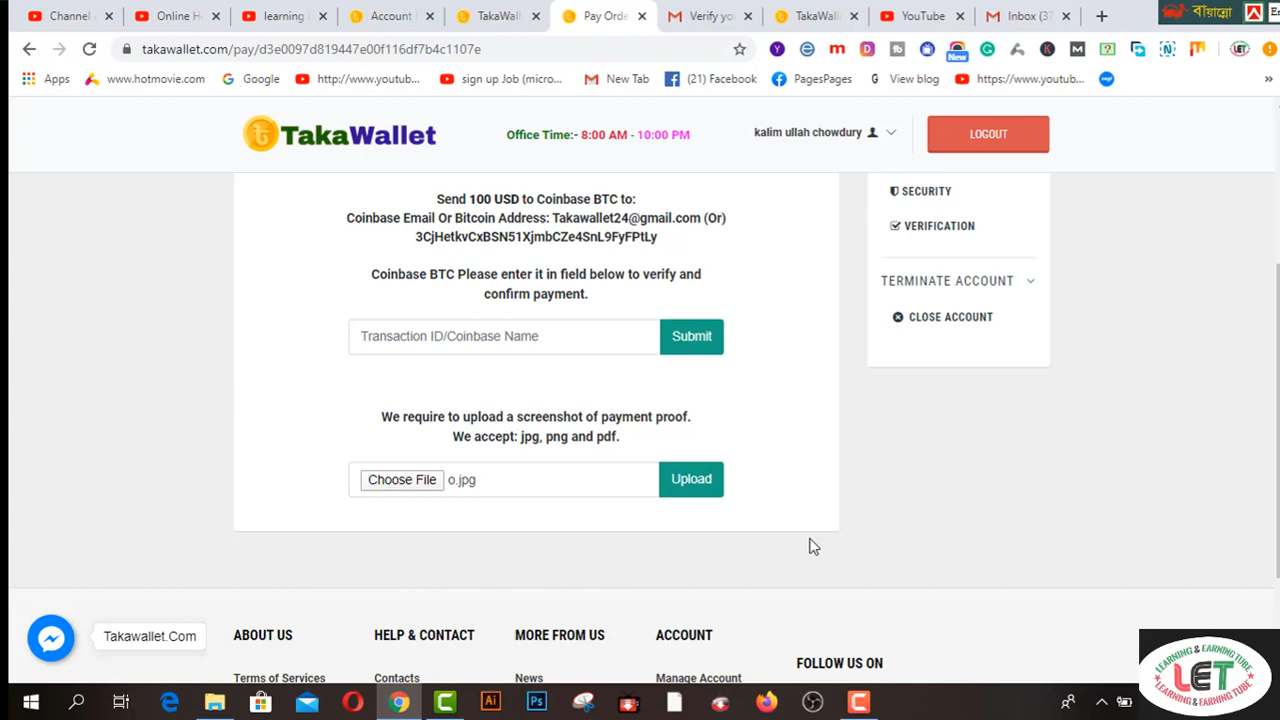 Channel
Online H
learning
Account
TakaWall
Pay Orde
Verify yo
TakaWall
YouTube
Inbox (37
বায়ান্নো
takawallet.com/pay/d3e0097d819447e00f116df7b4c1107e
New
Apps
www.hotmovie.com
Google
http://www.youtub...
sign up Job (micro...
New Tab
(21) Facebook
PagesPages
View blog
https://www.youtub...
TakaWallet
Office Time:- 8:00 AM - 10:00 PM
kalim ullah chowdury
LOGOUT
Send 100 USD to Coinbase BTC to:
Coinbase Email Or Bitcoin Address: Takawallet24@gmail.com (Or)
3CjHetkvCxBSN51XjmbCZe4SnL9FyFPtLy
Coinbase BTC Please enter it in field below to verify and
confirm payment.
Transaction ID/Coinbase Name
Submit
We require to upload a screenshot of payment proof.
We accept: jpg, png and pdf.
Choose File o.jpg
Upload
SECURITY
VERIFICATION
TERMINATE ACCOUNT
CLOSE ACCOUNT
Takawallet.Com
ABOUT US
HELP & CONTACT
MORE FROM US
ACCOUNT
FOLLOW US ON
Terms of Services
Contacts
News
Manage Account
LEARNING & EARNING TUBE
LET
LEARNING & EARNING TUBE